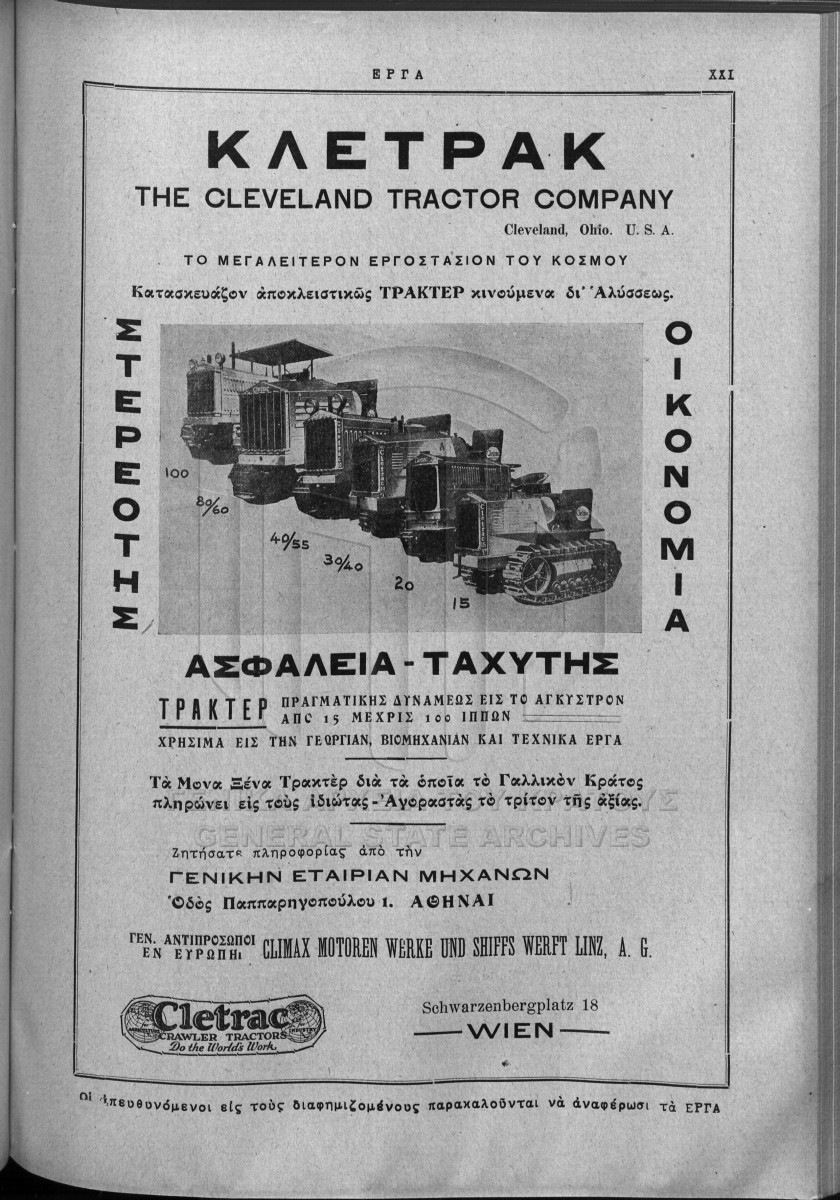 ΕΡΓΑ
XXI
ΚΛΕΤΡΑΚ
THE CLEVELAND TRACTOR COMPANY
Cleveland, Ohio. U. S. A.
ΤΟ ΜΕΓΑΛΕΙΤΕΡΟΝ ΕΡΓΟΣΤΑΣΙΟΝ ΤΟΥ ΚΟΣΜΟΥ
Κατασκευάζον ἀποκλειστικῶς ΤΡΑΚΤΕΡ κινούμενα δι' Ἁλύσσεως.
ΣΤΕΡΕΟΤΗΣ
100
80/60
40/55
30/40
20
15
ΟΙΚΟΝΟΜΙΑ
ΑΣΦΑΛΕΙΑ - ΤΑΧΥΤΗΣ
ΤΡΑΚΤΕΡ ΠΡΑΓΜΑΤΙΚΗΣ ΔΥΝΑΜΕΩΣ ΕΙΣ ΤΟ ΑΓΚΥΣΤΡΟΝ
ΑΠΟ 15 ΜΕΧΡΙΣ 100 ΙΠΠΩΝ
ΧΡΗΣΙΜΑ ΕΙΣ ΤΗΝ ΓΕΩΡΓΙΑΝ, ΒΙΟΜΗΧΑΝΙΑΝ ΚΑΙ ΤΕΧΝΙΚΑ ΕΡΓΑ
Τὰ Μονα Ξένα Τρακτὲρ διὰ τὰ ὁποῖα τὸ Γαλλικὸν Κράτος
πληρώνει εἰς τοὺς ἰδιώτας - Ἀγοραστὰς τὸ τρίτον τῆς ἀξίας.
GENERAL STATE ARCHIVES
Ζητήσατε πληροφορίας ἀπὸ τὴν
ΓΕΝΙΚΗΝ ΕΤΑΙΡΙΑΝ ΜΗΧΑΝΩΝ
Ὁδὸς Παππαρηγοπούλου 1. ΑΘΗΝΑΙ
ΓΕΝ. ΑΝΤΙΠΡΟΣΩΠΟΙ
ΕΝ ΕΥΡΩΠΗι
CLIMAX MOTOREN WERKE UND SHIFFS WERFT LINZ, A. G.
Cletrac
CRAWLER TRACTORS
Do the World's Work
Schwarzenbergplatz 18
WIEN
Οἱ ἀπευθυνόμενοι εἰς τοὺς διαφημιζομένους παρακαλοῦνται νὰ ἀναφέρωσι τὰ ΕΡΓΑ